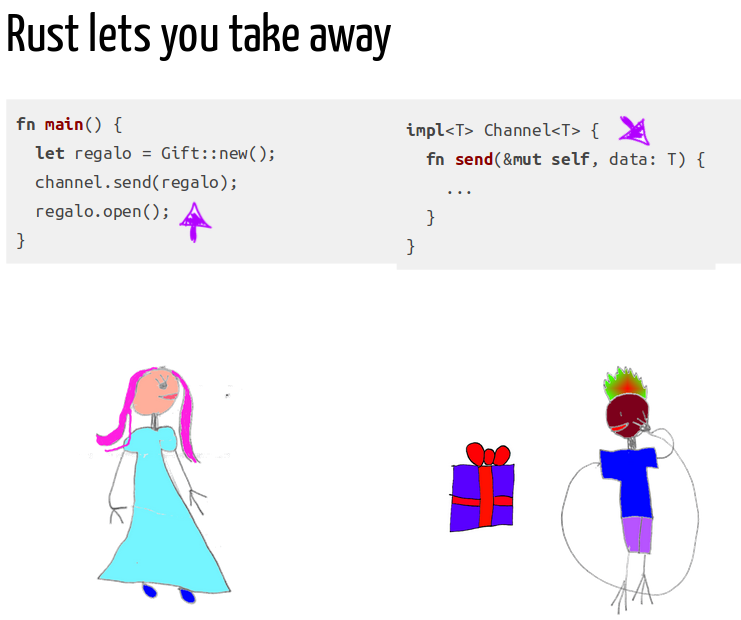 Rust lets you take away
fn main() {
let regalo = Gift::new();
channel.send(regalo);
regalo.open();
}
impl<T> Channel<T> {
fn send(&mut self, data: T) {
...
}
}